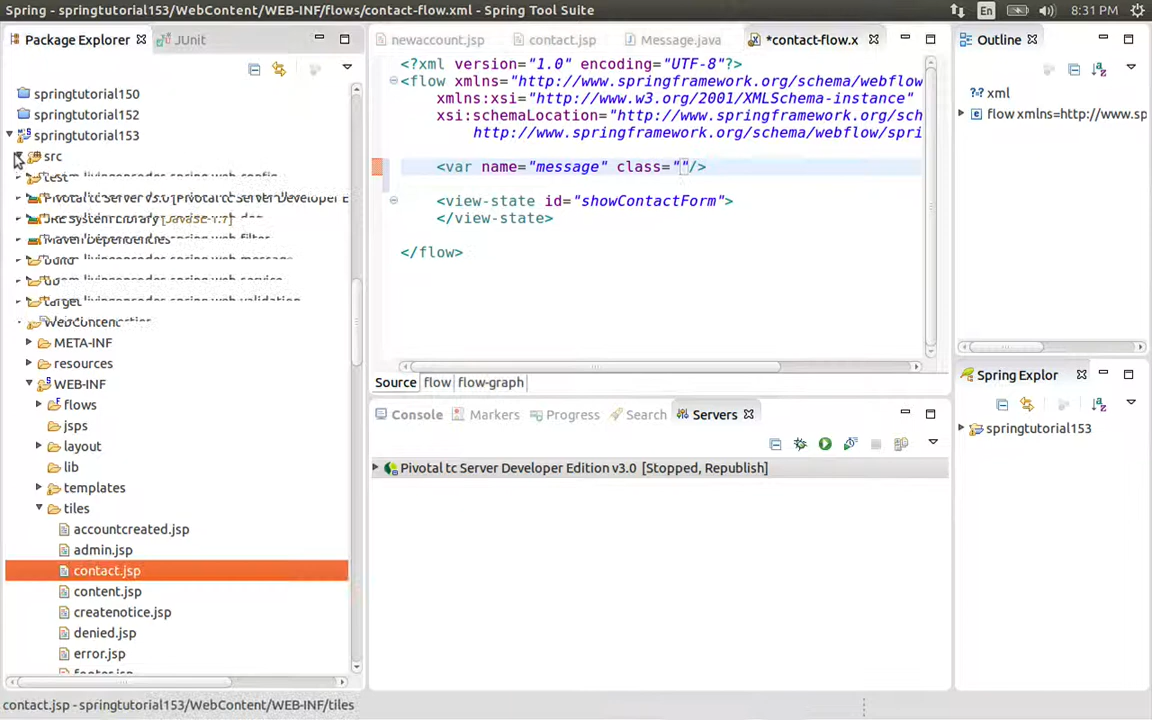 Spring - springtutorial153/WebContent/WEB-INF/flows/contact-flow.xml - Spring Tool Suite
En
8:31 PM
Package Explorer
JUnit
newaccount.jsp
contact.jsp
Message.java
*contact-flow.x
Outline
springtutorial150
springtutorial152
springtutorial153
src
WebContent
META-INF
resources
WEB-INF
flows
jsps
layout
lib
templates
tiles
accountcreated.jsp
admin.jsp
contact.jsp
content.jsp
createnotice.jsp
denied.jsp
error.jsp
footer.jsp
<?xml version="1.0" encoding="UTF-8"?>
<flow xmlns="http://www.springframework.org/schema/webflow
xmlns:xsi="http://www.w3.org/2001/XMLSchema-instance"
xsi:schemaLocation="http://www.springframework.org/sch
http://www.springframework.org/schema/webflow/spri
<var name="message" class=""/>
<view-state id="showContactForm">
</view-state>
</flow>
Source
flow
flow-graph
Console
Markers
Progress
Search
Servers
Pivotal tc Server Developer Edition v3.0 [Stopped, Republish]
xml
flow xmlns=http://www.sp
Spring Explor
springtutorial153
contact.jsp - springtutorial153/WebContent/WEB-INF/tiles